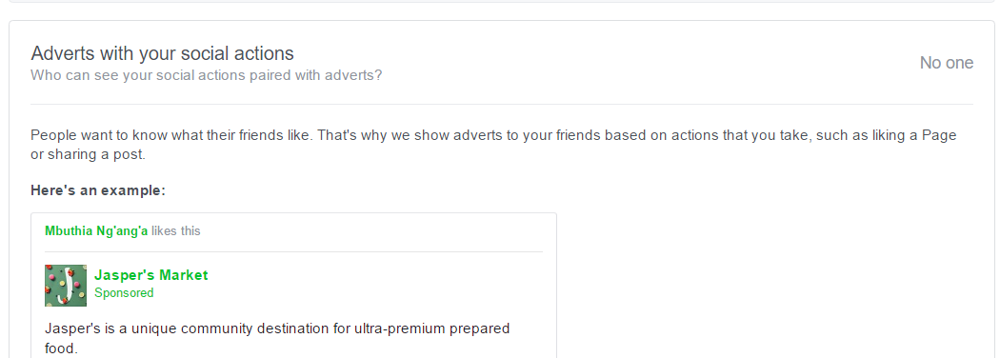 Adverts with your social actions
Who can see your social actions paired with adverts?
No one
People want to know what their friends like. That's why we show adverts to your friends based on actions that you take, such as liking a Page
or sharing a post.
Here's an example:
Mbuthia Ng'ang'a likes this
J
Jasper's Market
Sponsored
Jasper's is a unique community destination for ultra-premium prepared
food.